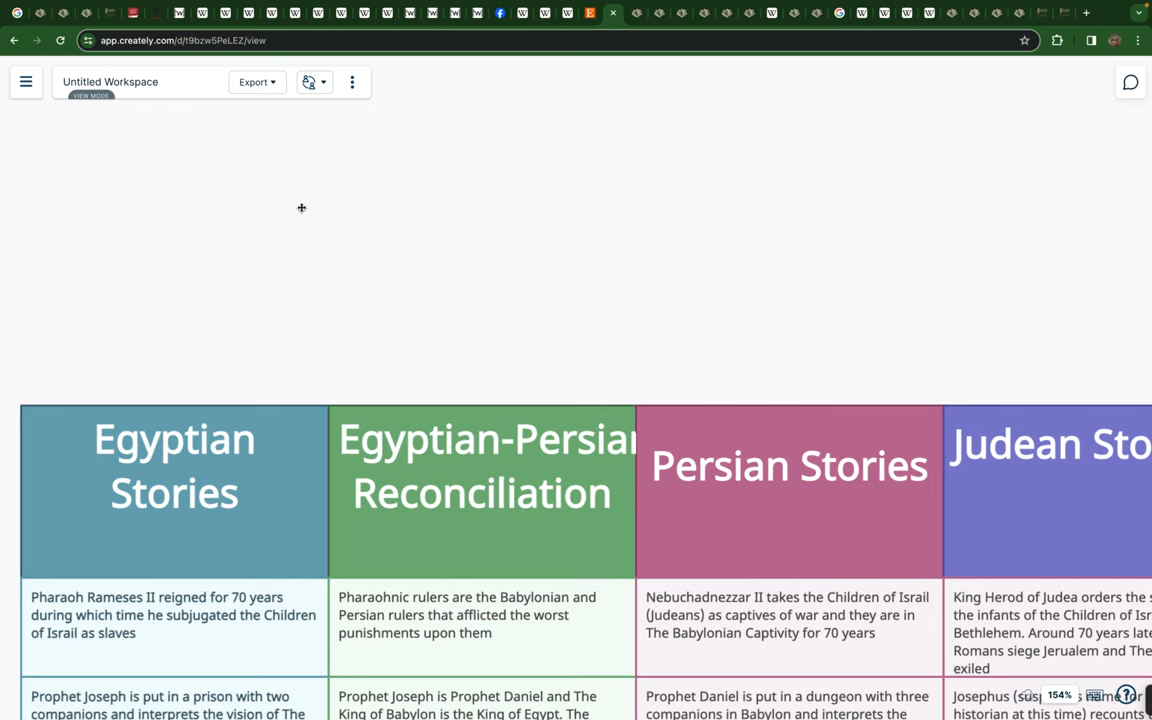 app.creately.com/d/t9bzw5PeLEZ/view
Untitled Workspace
Export
VIEW MODE
Egyptian
Stories
Egyptian-Persian
Reconciliation
Persian Stories
Judean Sto
Pharaoh Rameses II reigned for 70 years
during which time he subjugated the Children
of Israil as slaves
Pharaohnic rulers are the Babylonian and
Persian rulers that afflicted the worst
punishments upon them
Nebuchadnezzar II takes the Children of Israil
(Judeans) as captives of war and they are in
The Babylonian Captivity for 70 years
King Herod of Judea orders the s
the infants of the Children of Isr
Bethlehem. Around 70 years late
Romans siege Jerusalem and The
exiled
Prophet Joseph is put in a prison with two
companions and interprets the vision of The
Prophet Joseph is Prophet Daniel and The
King of Babylon is the King of Egypt. The
Prophet Daniel is put in a dungeon with three
companions in Babylon and interprets the
Josephus name for
historian at this time) recounts
154%